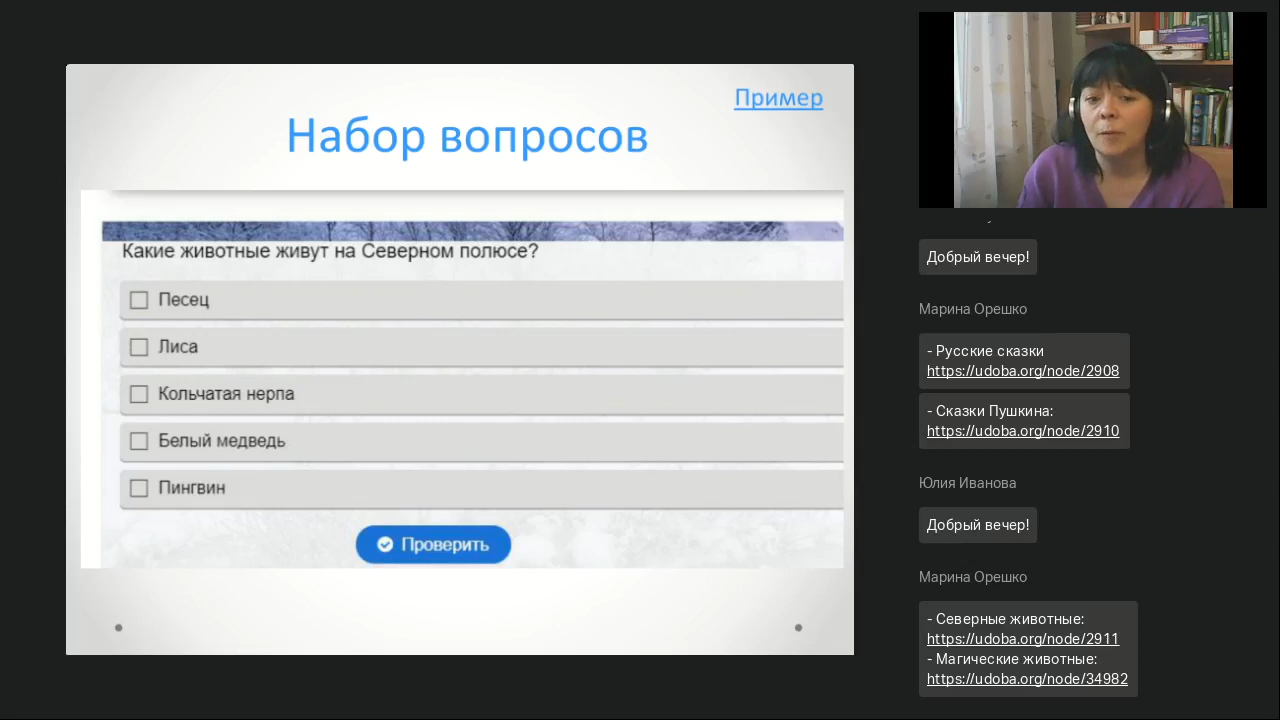 Пример
Набор вопросов
Какие животные живут на Северном полюсе?
Песец
Лиса
Кольчатая нерпа
Белый медведь
Пингвин
Проверить
Добрый вечер!
Марина Орешко
- Русские сказки
https://udoba.org/node/2908
- Сказки Пушкина:
https://udoba.org/node/2910
Юлия Иванова
Добрый вечер!
Марина Орешко
- Северные животные:
https://udoba.org/node/2911
- Магические животные:
https://udoba.org/node/34982